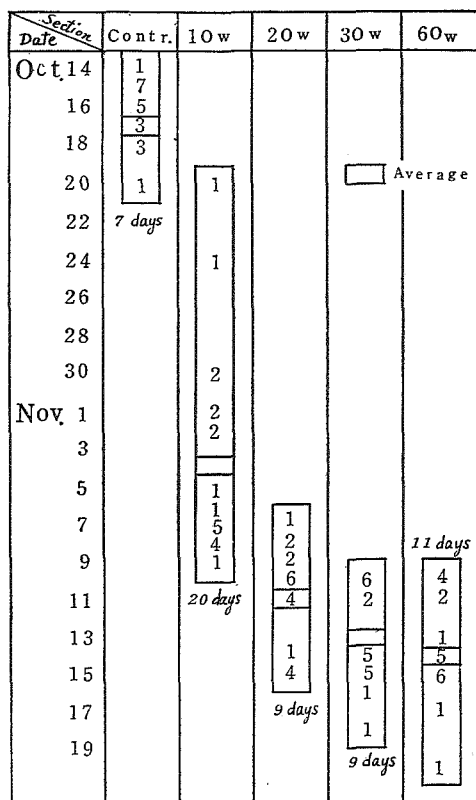 Section
Date Contr. 10w 20w 30w 60w
Oct. 14 1
7
16 5
3
18 3
Average
20 1 1
22 7 days
24 1
26
28
30 2
Nov. 1 2
2
3
5 1
1
7 5 1
4 2 11 days
9 1 2
6 6 4
11 20 days 4 2 2
13 1
1 5 5
15 4 5 6
1
17 9 days 1
1
19 9 days
1